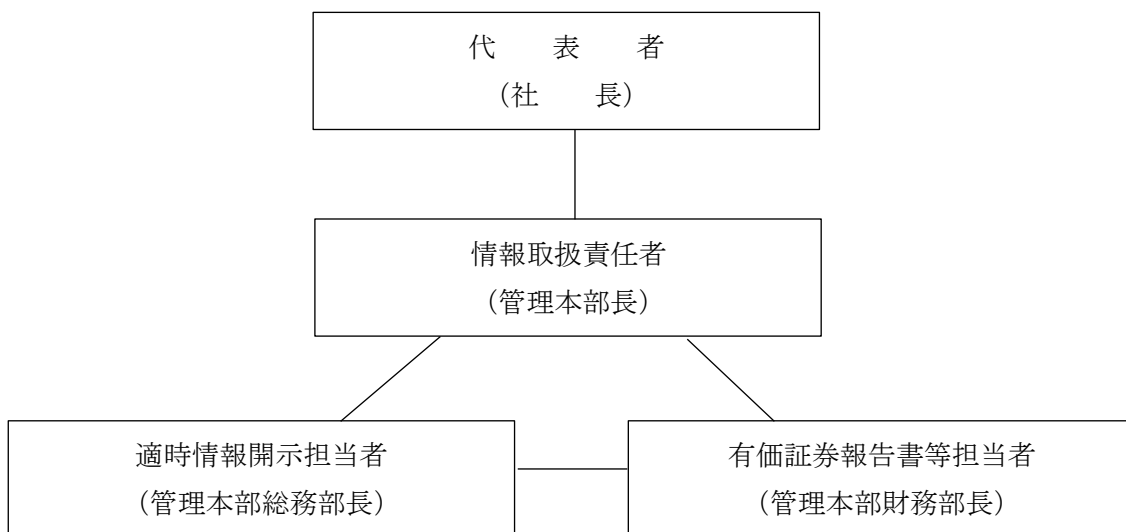 代　表　者
（社　長）
情報取扱責任者
（管理本部長）
適時情報開示担当者
（管理本部総務部長）
有価証券報告書等担当者
（管理本部財務部長）